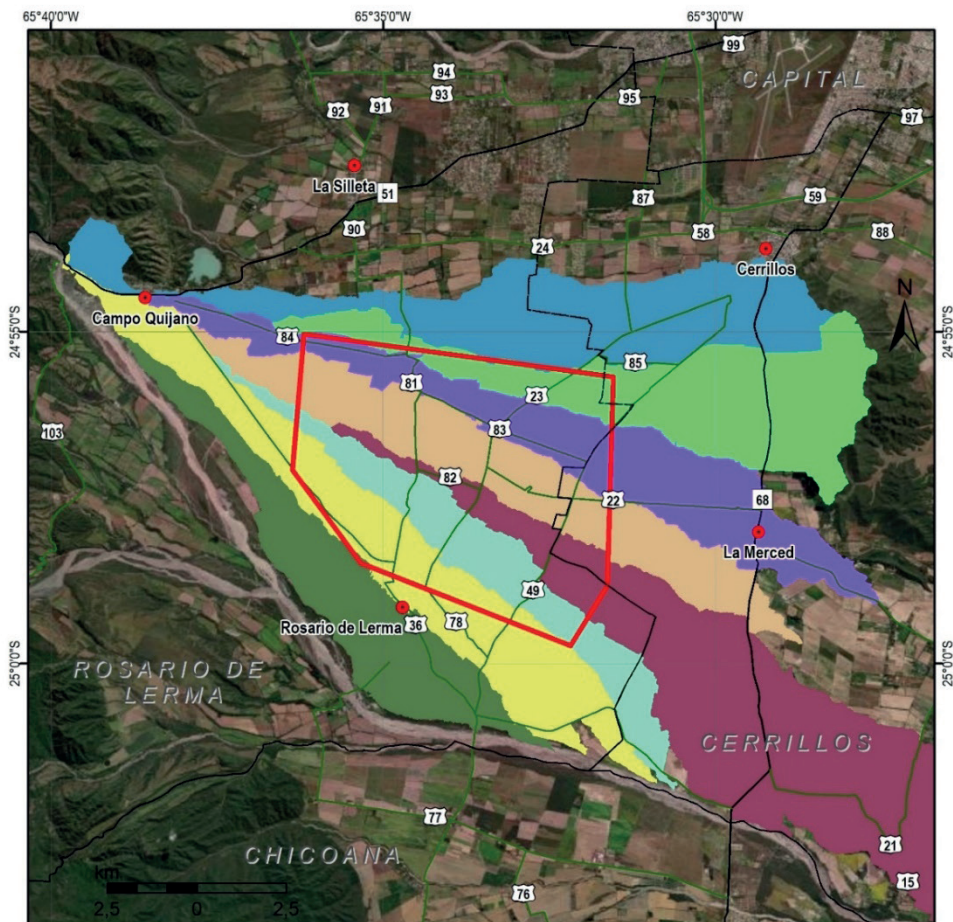 65°40'0"W
65°35'0"W
65°30'0"W
99
CAPITAL
94
93
95
92
91
97
La Silleta
51
87
59
90
58
88
24
Cerrillos
N
24°55'0"S
24°55'0"S
Campo Quijano
84
85
81
23
103
83
82
22
68
La Merced
49
Rosario de Lerma
36
78
25°0'0"S
25°0'0"S
ROSARIO DE
LERMA
CERRILLOS
77
21
CHICOANA
km
15
2,5
0
2,5
76